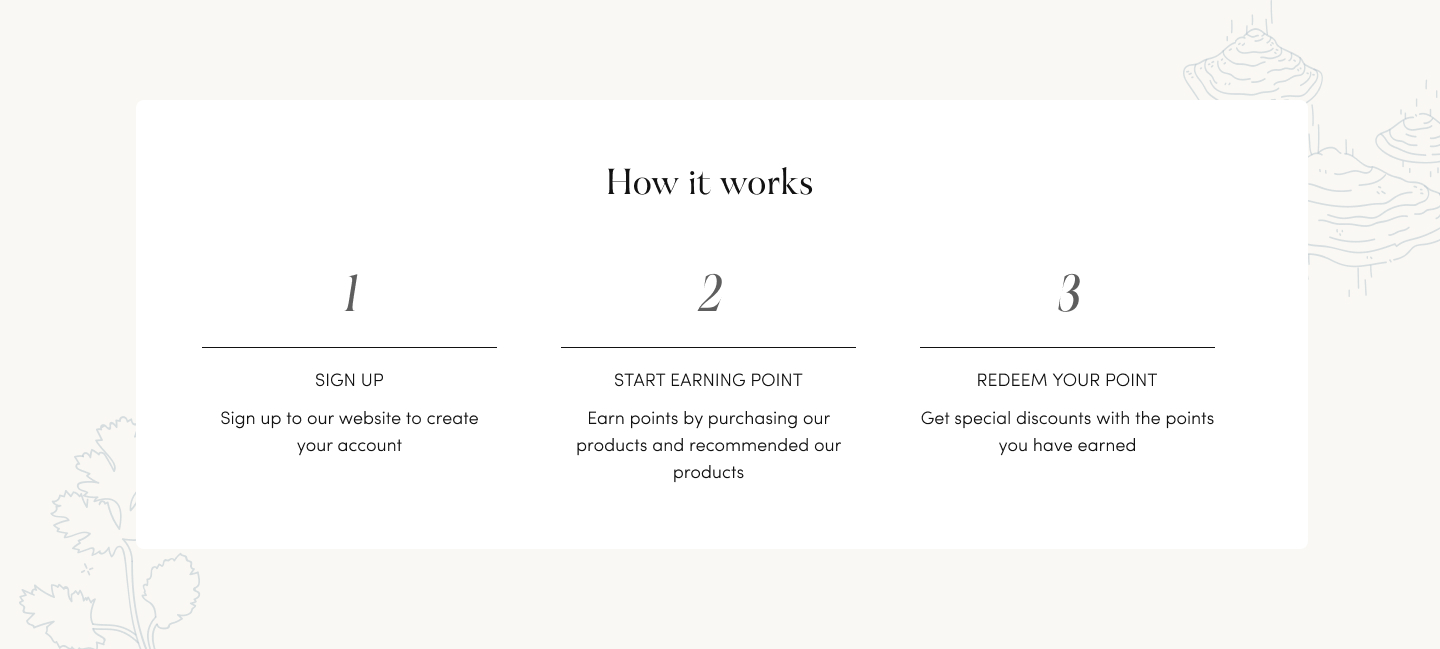 How it works
1
SIGN UP
Sign up to our website to create
your account
2
START EARNING POINT
Earn points by purchasing our
products and recommended our
products
3
REDEEM YOUR POINT
Get special discounts with the points
you have earned